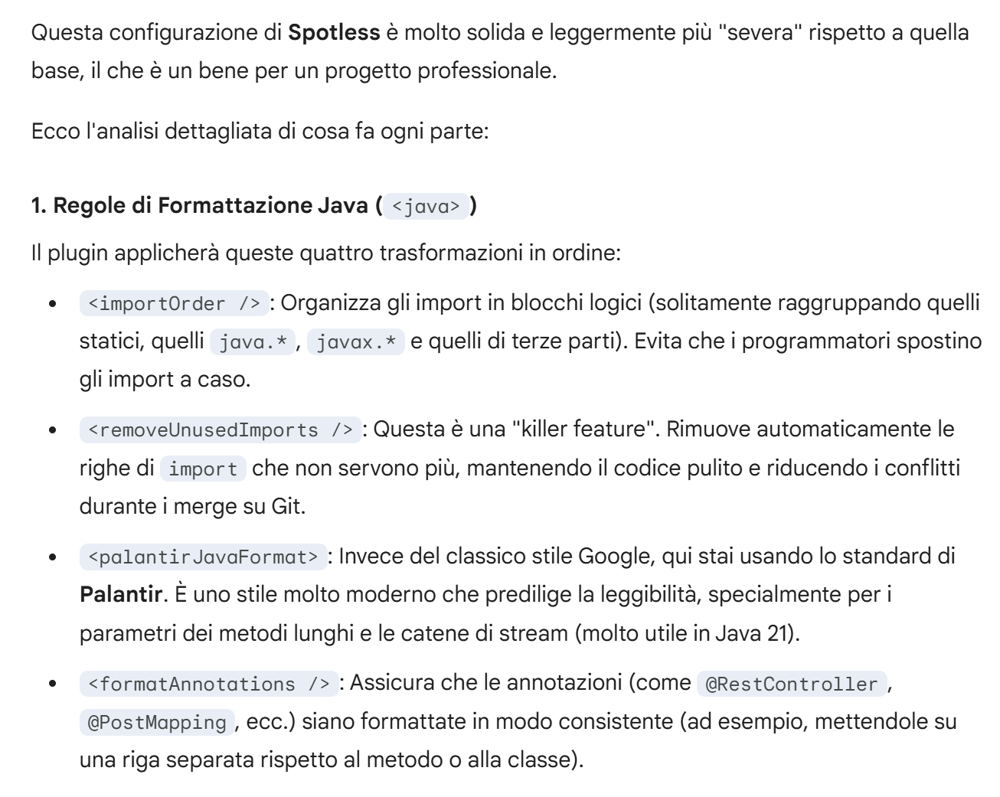 Questa configurazione di Spotless è molto solida e leggermente più "severa" rispetto a quella
base, il che è un bene per un progetto professionale.
Ecco l'analisi dettagliata di cosa fa ogni parte:
1. Regole di Formattazione Java ( <java> )
Il plugin applicherà queste quattro trasformazioni in ordine:
• <importOrder /> : Organizza gli import in blocchi logici (solitamente raggruppando quelli
statici, quelli java.* , javax.* e quelli di terze parti). Evita che i programmatori spostino
gli import a caso.
• <removeUnusedImports /> : Questa è una "killer feature". Rimuove automaticamente le
righe di import che non servono più, mantenendo il codice pulito e riducendo i conflitti
durante i merge su Git.
• <palantirJavaFormat> : Invece del classico stile Google, qui stai usando lo standard di
Palantir. È uno stile molto moderno che predilige la leggibilità, specialmente per i
parametri dei metodi lunghi e le catene di stream (molto utile in Java 21).
• <formatAnnotations /> : Assicura che le annotazioni (come @RestController ,
@PostMapping , ecc.) siano formattate in modo consistente (ad esempio, mettendole su
una riga separata rispetto al metodo o alla classe).